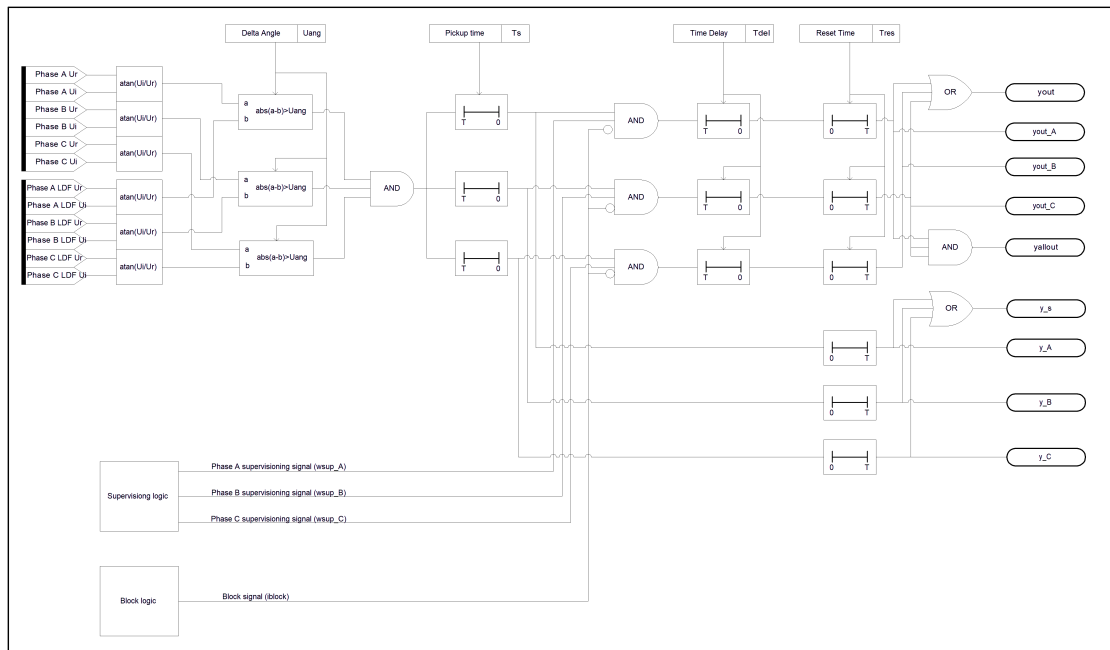 Delta Angle Uang
Pickup time Ts
Time Delay Tdel
Reset Time Tres
Phase A Ur
Phase A Ui
Phase B Ur
Phase B Ui
Phase C Ur
Phase C Ui
Phase A LDF Ur
Phase A LDF Ui
Phase B LDF Ur
Phase B LDF Ui
Phase C LDF Ur
Phase C LDF Ui
atan(Ui/Ur)
atan(Ui/Ur)
atan(Ui/Ur)
atan(Ui/Ur)
atan(Ui/Ur)
atan(Ui/Ur)
a
b
abs(a-b)>Uang
a
b
abs(a-b)>Uang
a
b
abs(a-b)>Uang
AND
T 0
T 0
T 0
AND
AND
AND
T 0
T 0
T 0
0 T
0 T
0 T
OR
AND
yout
yout_A
yout_B
yout_C
yallout
OR
0 T
0 T
0 T
y_s
y_A
y_B
y_C
Supervisiong logic
Phase A supervisioning signal (wsup_A)
Phase B supervisioning signal (wsup_B)
Phase C supervisioning signal (wsup_C)
Block logic
Block signal (iblock)